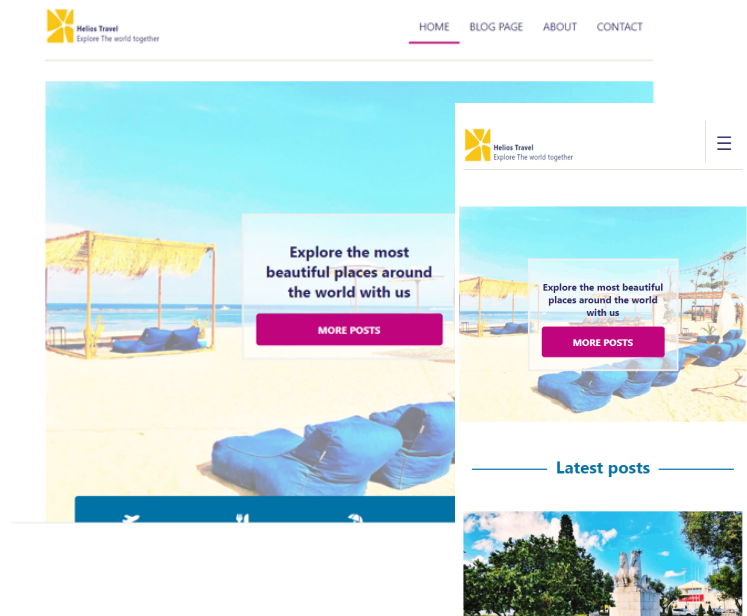 Helios Travel
Explore The world together
HOME BLOG PAGE ABOUT CONTACT
Explore the most
beautiful places around
the world with us
MORE POSTS
Helios Travel
Explore The world together
Explore the most beautiful
places around the world
with us
MORE POSTS
Latest posts